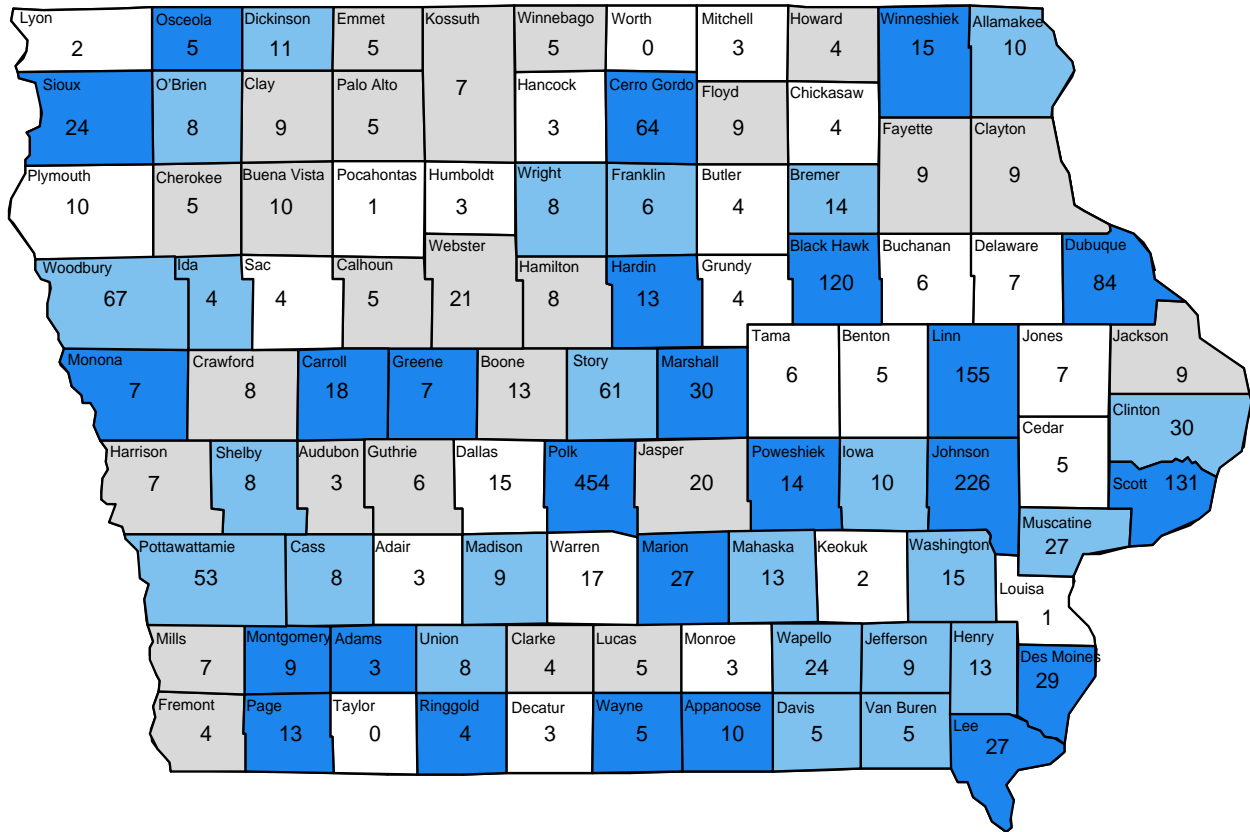 Lyon
2
Osceola
5
Dickinson
11
Emmet
5
Kossuth
7
Winnebago
5
Worth
0
Mitchell
3
Howard
4
Winneshiek
15
Allamakee
10
Sioux
24
O'Brien
8
Clay
9
Palo Alto
5
Hancock
3
Cerro Gordo
64
Floyd
9
Chickasaw
4
Fayette
9
Clayton
9
Plymouth
10
Cherokee
5
Buena Vista
10
Pocahontas
1
Humboldt
3
Wright
8
Franklin
6
Butler
4
Bremer
14
Woodbury
67
Ida
4
Sac
4
Calhoun
5
Webster
21
Hamilton
8
Hardin
13
Grundy
4
Black Hawk
120
Buchanan
6
Delaware
7
Dubuque
84
Monona
7
Crawford
8
Carroll
18
Greene
7
Boone
13
Story
61
Marshall
30
Tama
6
Benton
5
Linn
155
Jones
7
Jackson
9
Clinton
30
Cedar
5
Harrison
7
Shelby
8
Audubon
3
Guthrie
6
Dallas
15
Polk
454
Jasper
20
Poweshiek
14
Iowa
10
Johnson
226
Scott 131
Muscatine
27
Pottawattamie
53
Cass
8
Adair
3
Madison
9
Warren
17
Marion
27
Mahaska
13
Keokuk
2
Washington
15
Louisa
1
Mills
7
Montgomery
9
Adams
3
Union
8
Clarke
4
Lucas
5
Monroe
3
Wapello
24
Jefferson
9
Henry
13
Des Moines
29
Fremont
4
Page
13
Taylor
0
Ringgold
4
Decatur
3
Wayne
5
Appanoose
10
Davis
5
Van Buren
5
Lee
27